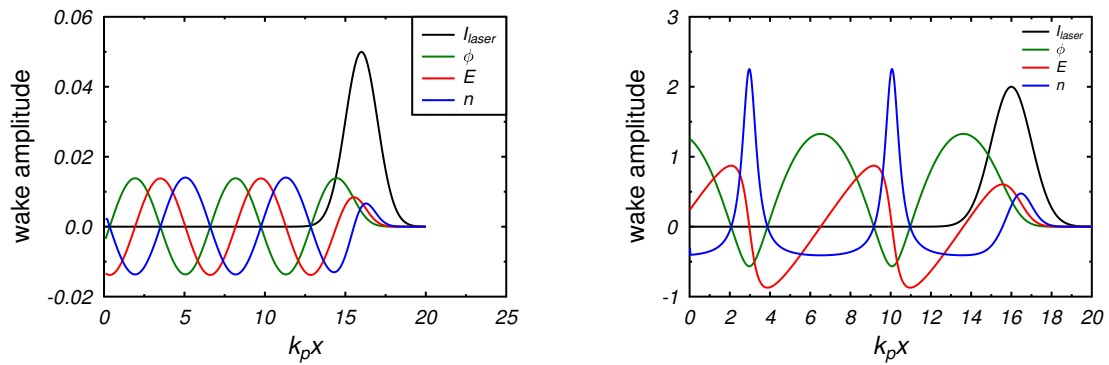 wake amplitude
0.06
0.04
0.02
0.0
-0.02
0
5
10
15
20
25
k_p x
I_laser
ϕ
E
n
wake amplitude
3
2
1
0
-1
0
2
4
6
8
10
12
14
16
18
20
k_p x
I_laser
ϕ
E
n